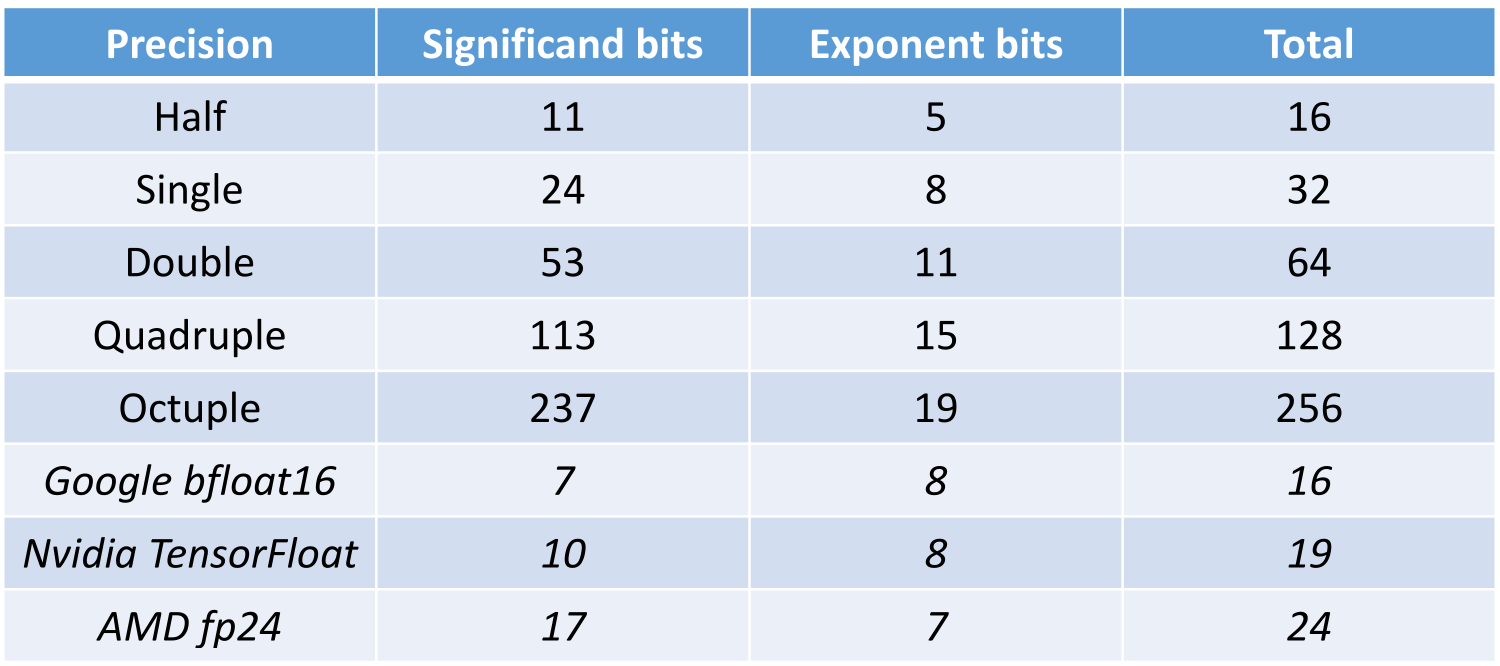 Precision Significand bits Exponent bits Total
Half 11 5 16
Single 24 8 32
Double 53 11 64
Quadruple 113 15 128
Octuple 237 19 256
Google bfloat16 7 8 16
Nvidia TensorFloat 10 8 19
AMD fp24 17 7 24